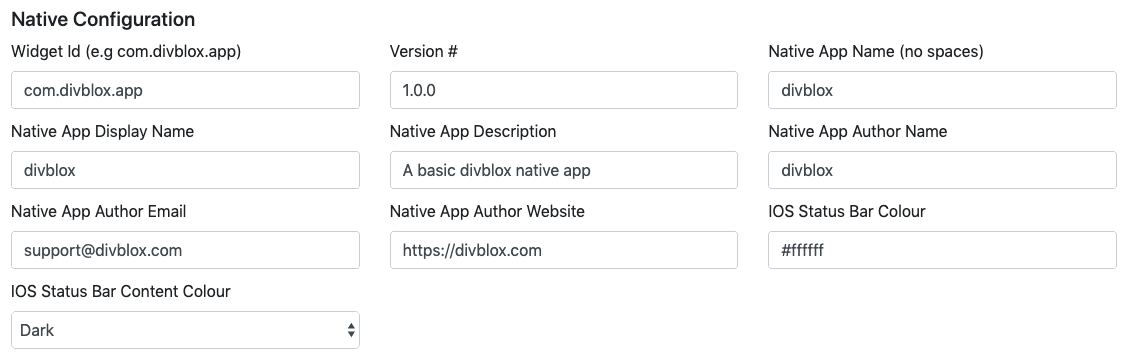 Native Configuration
Widget Id (e.g com.divblox.app) Version # Native App Name (no spaces)
com.divblox.app 1.0.0 divblox
Native App Display Name Native App Description Native App Author Name
divblox A basic divblox native app divblox
Native App Author Email Native App Author Website IOS Status Bar Colour
support@divblox.com https://divblox.com #ffffff
IOS Status Bar Content Colour
Dark